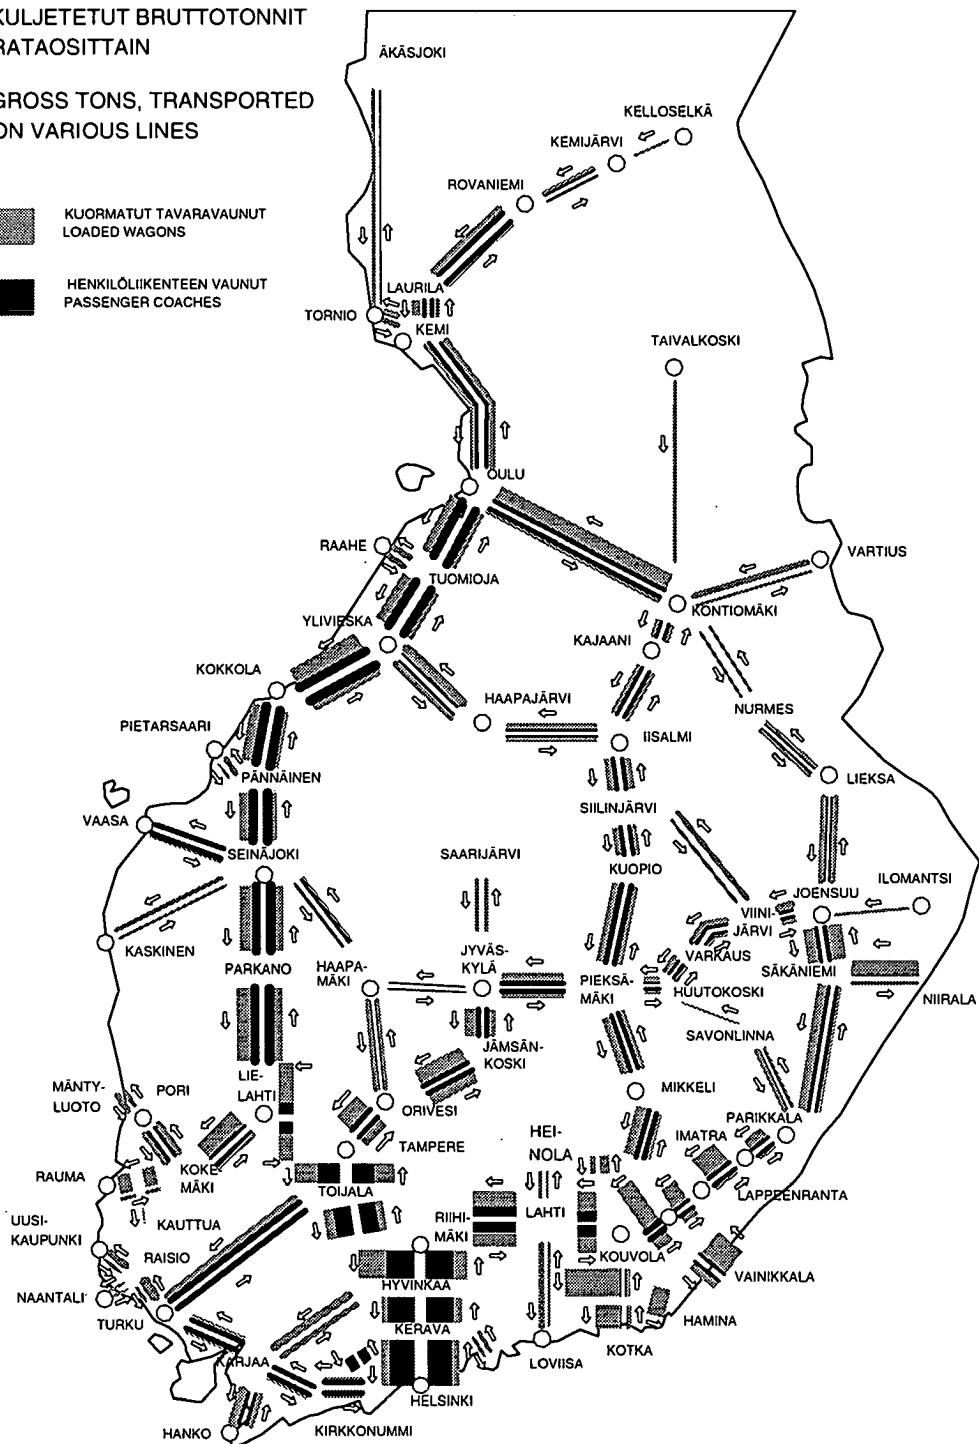 KULJETETUT BRUTTOTONNIT
RATAOSITTAIN
GROSS TONS, TRANSPORTED
ON VARIOUS LINES
KUORMATUT TAVARAVAUNUT
LOADED WAGONS
HENKILÖLIIKENTEEN VAUNUT
PASSENGER COACHES
ÄKÄSJOKI
KELLOSELKÄ
KEMIJÄRVI
ROVANIEMI
LAURILA
TORNIO
KEMI
TAIVALKOSKI
OULU
RAAHE
VARTIUS
TUOMIOJA
KONTIOMÄKI
YLIVIESKA
KAJAANI
KOKKOLA
HAAPAJÄRVI
NURMES
PIETARSAARI
IISALMI
PÄNNÄINEN
LIEKSA
SIILINJÄRVI
VAASA
SEINÄJOKI
SAARIJÄRVI
KUOPIO
JOENSUU
ILOMANTSI
VIINI-
JÄRVI
KASKINEN
PARKANO
HAAPA-
MÄKI
JYVÄS-
KYLÄ
PIEKSÄ-
MÄKI
VARKAUS
HUUTOKOSKI
SÄKÄNIEMI
NIIRALA
SAVONLINNA
JÄMSÄN-
KOSKI
LIE-
LAHTI
MÄNTY-
LUOTO
PORI
ORIVESI
MIKKELI
PARIKKALA
TAMPERE
HEI-
NOLA
IMATRA
RAUMA
KOKE-
MÄKI
TOIJALA
LAPPEENRANTA
KAUTTUA
RIIHI-
MÄKI
LAHTI
UUSI-
KAUPUNKI
RAISIO
KOUVOLA
HYVINKAA
VAINIKKALA
NAANTALI
TURKU
KERAVA
HAMINA
KOTKA
LOVIISA
KARJAA
HELSINKI
HANKO
KIRKKONUMMI